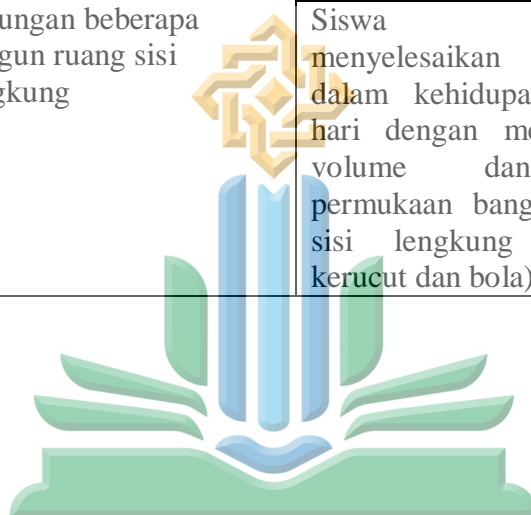 ungan beberapa
gun ruang sisi
gkung
Siswa
menyelesaikan
dalam kehidupa
hari dengan me
volume dan
permukaan bang
sisi lengkung
kerucut dan bola)